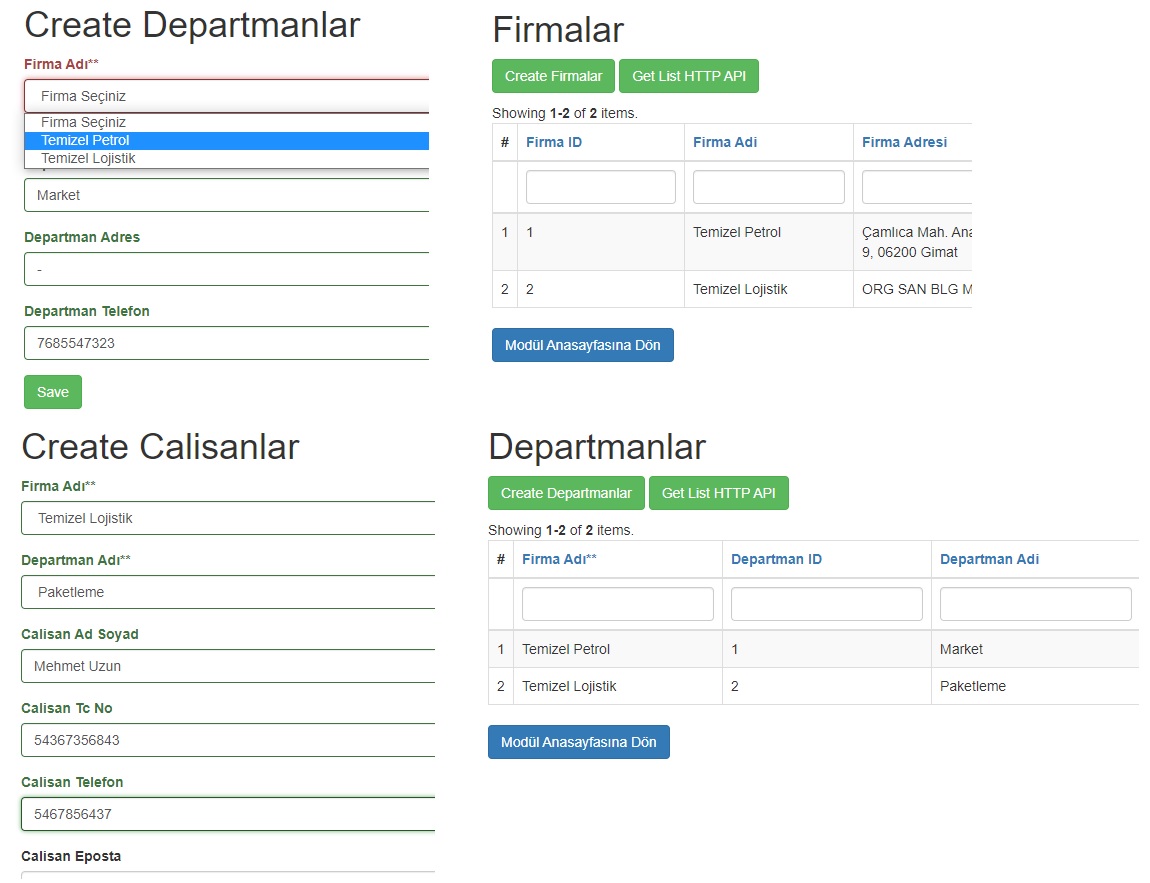 Create Departmanlar
Firma Adı**
Firma Seçiniz
Firma Seçiniz
Temizel Petrol
Temizel Lojistik
Market
Departman Adres
-
Departman Telefon
7685547323
Save
Firmalar
Create Firmalar Get List HTTP API
Showing 1-2 of 2 items.
# Firma ID Firma Adi Firma Adresi
1 1 Temizel Petrol Çamlıca Mah. Ana
9, 06200 Gimat
2 2 Temizel Lojistik ORG SAN BLG M
Modül Anasayfasına Dön
Create Calisanlar
Firma Adı**
Temizel Lojistik
Departman Adı**
Paketleme
Calisan Ad Soyad
Mehmet Uzun
Calisan Tc No
54367356843
Calisan Telefon
5467856437
Calisan Eposta
Departmanlar
Create Departmanlar Get List HTTP API
Showing 1-2 of 2 items.
# Firma Adı** Departman ID Departman Adi
1 Temizel Petrol 1 Market
2 Temizel Lojistik 2 Paketleme
Modül Anasayfasına Dön